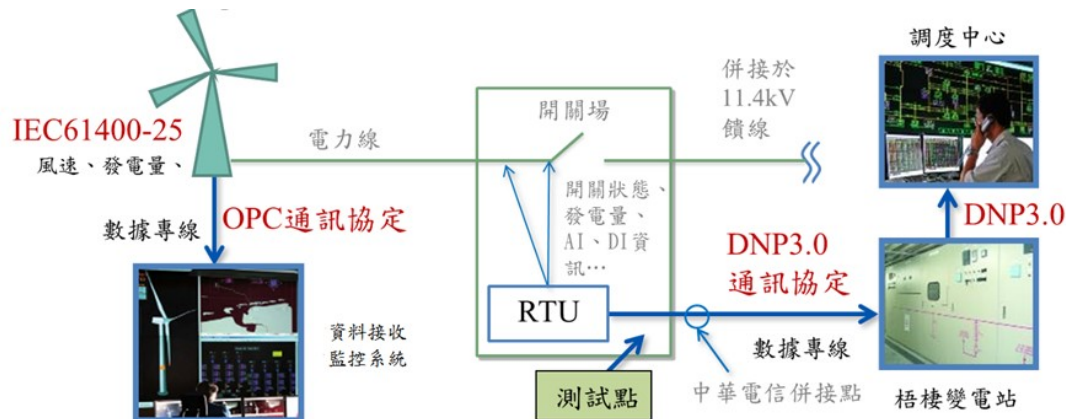 調度中心
IEC61400-25
風速、發電量、
電力線
開關場
併接於
11.4kV
饋線
數據專線
OPC通訊協定
開關狀態、
發電量、
AI、DI資
訊…
DNP3.0
通訊協定
DNP3.0
RTU
資料接收
監控系統
數據專線
測試點
中華電信併接點
梧棲變電站